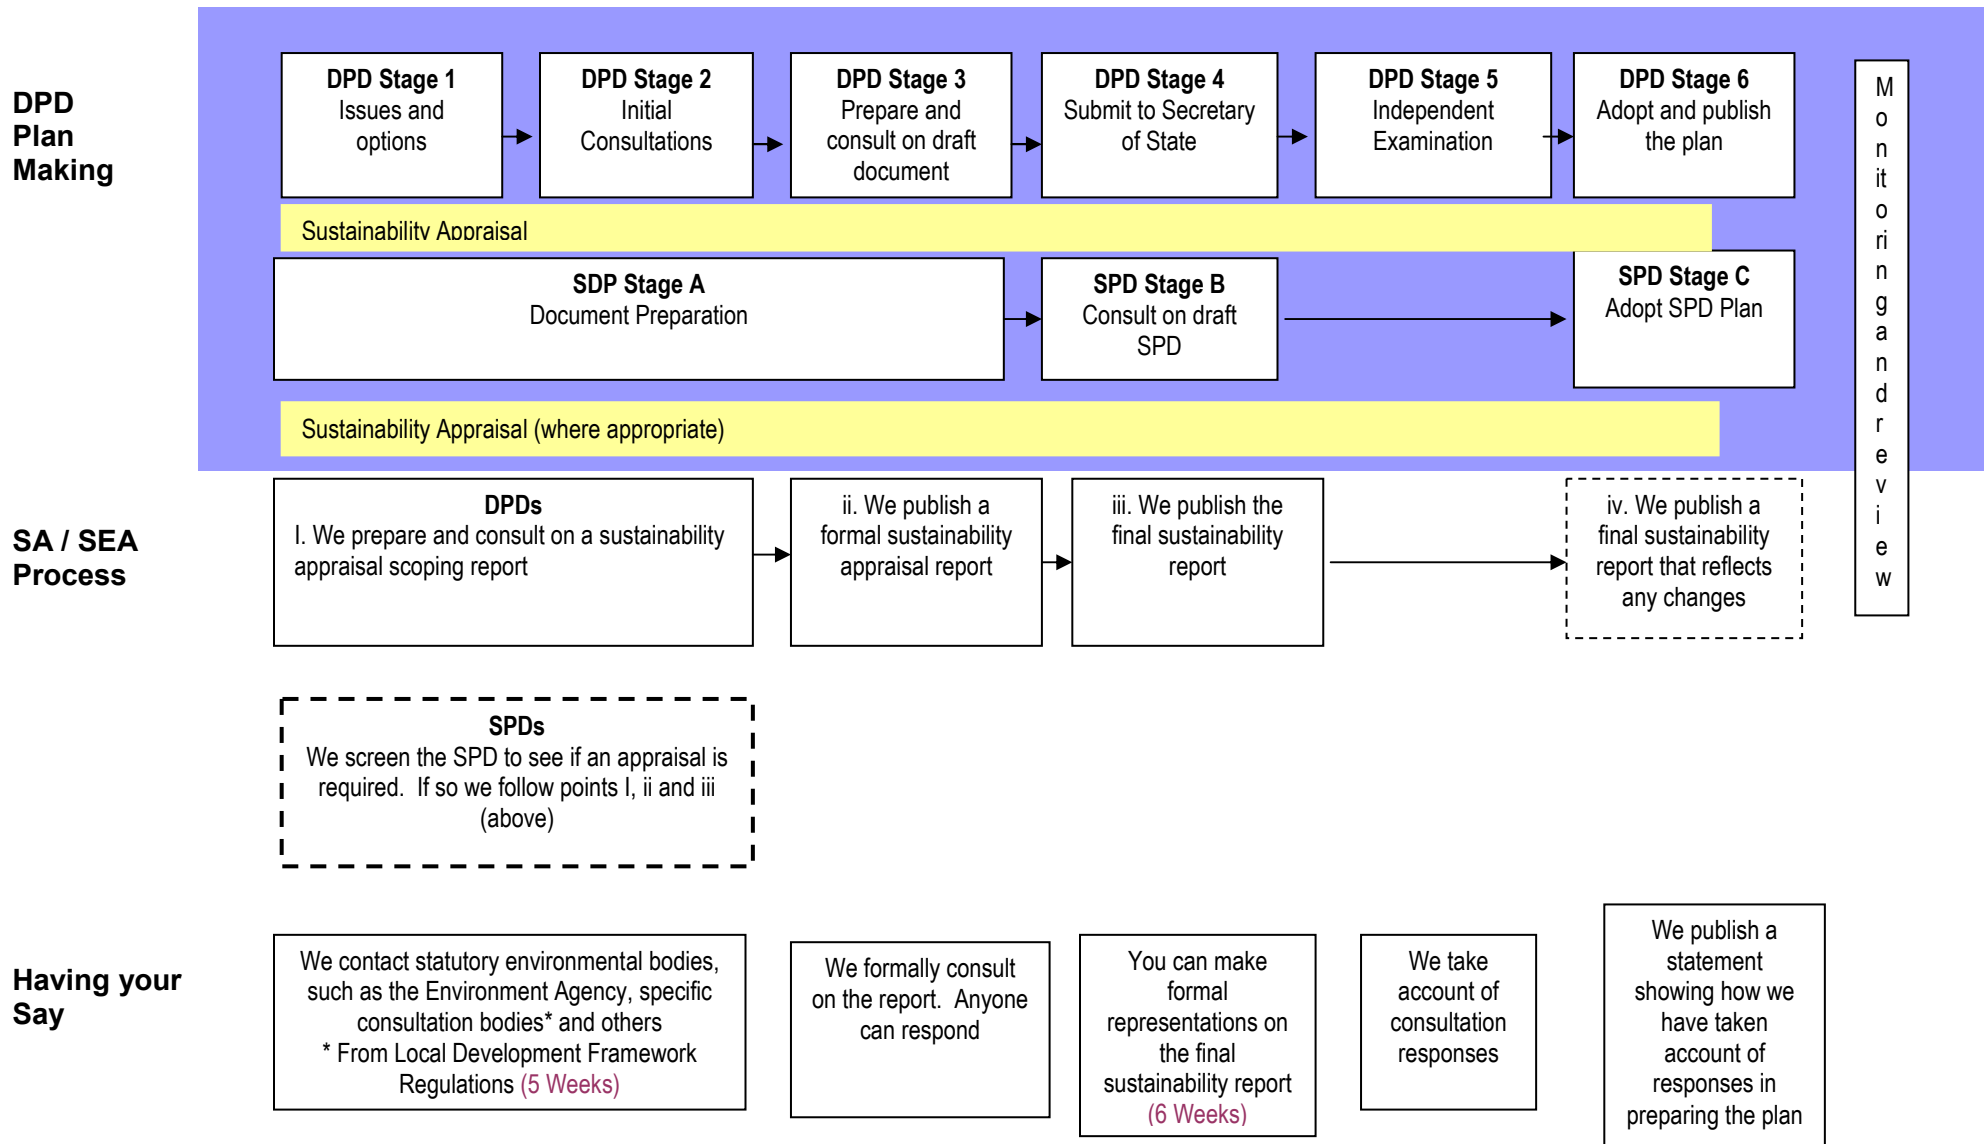 DPD
Plan
Making
DPD Stage 1
Issues and
options
DPD Stage 2
Initial
Consultations
DPD Stage 3
Prepare and
consult on draft
document
DPD Stage 4
Submit to Secretary
of State
DPD Stage 5
Independent
Examination
DPD Stage 6
Adopt and publish
the plan
M
o
n
it
o
ri
n
g
a
n
d
r
e
v
i
e
w
Sustainability Appraisal
SDP Stage A
Document Preparation
SPD Stage B
Consult on draft
SPD
SPD Stage C
Adopt SPD Plan
Sustainability Appraisal (where appropriate)
SA / SEA
Process
DPDs
I. We prepare and consult on a sustainability
appraisal scoping report
ii. We publish a
formal sustainability
appraisal report
iii. We publish the
final sustainability
report
iv. We publish a
final sustainability
report that reflects
any changes
SPDs
We screen the SPD to see if an appraisal is
required.  If so we follow points I, ii and iii
(above)
Having your
Say
We contact statutory environmental bodies,
such as the Environment Agency, specific
consultation bodies* and others
* From Local Development Framework
Regulations (5 Weeks)
We formally consult
on the report.  Anyone
can respond
You can make
formal
representations on
the final
sustainability report
(6 Weeks)
We take
account of
consultation
responses
We publish a
statement
showing how we
have taken
account of
responses in
preparing the plan